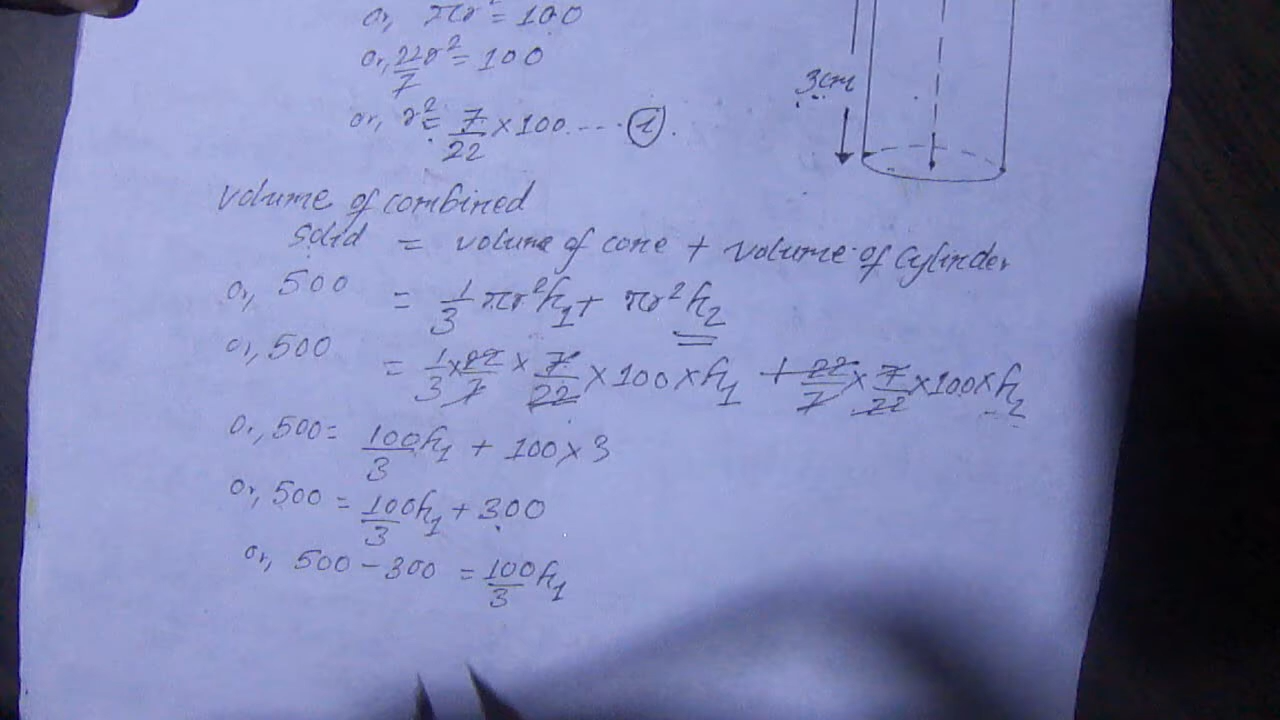 or, πr² = 100
or, 22/7 r² = 100
or, r² = 7/22 × 100 ---- ①.
3cm
Volume of combined
solid = volume of cone + volume of cylinder
or, 500 = 1/3 πr²h₁ + πr²h₂
or, 500 = 1/3 × 22/7 × 7/22 × 100 × h₁ + 22/7 × 7/22 × 100 × h₂
or, 500 = 100/3 h₁ + 100 × 3
or, 500 = 100/3 h₁ + 300
or, 500 - 300 = 100/3 h₁